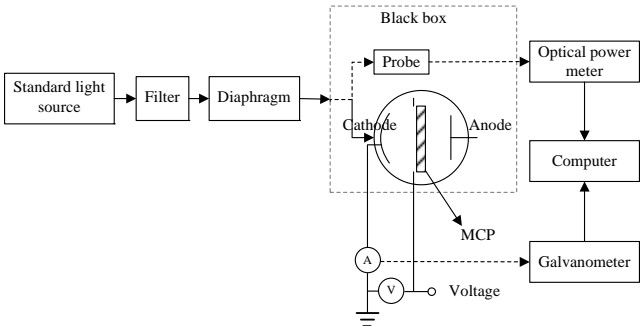 Black box
Standard light
source
Filter
Diaphragm
Probe
Optical power
meter
Cathode
Anode
Computer
MCP
A
Galvanometer
V
Voltage